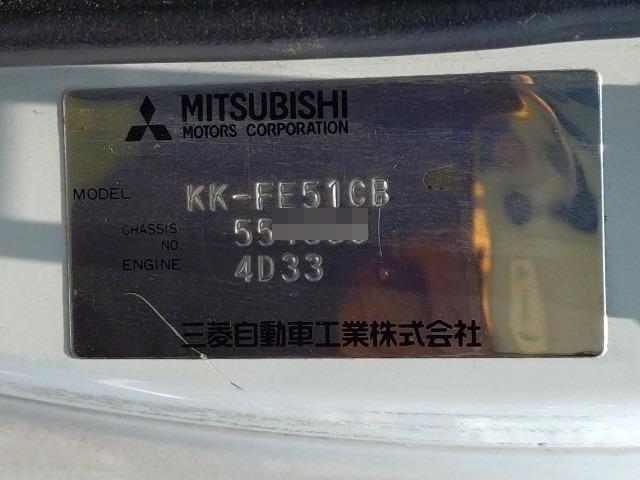 MITSUBISHI
MOTORS CORPORATION
MODEL KK-FE51CB
CHASSIS NO. 55
ENGINE 4D33
三菱自動車工業株式会社